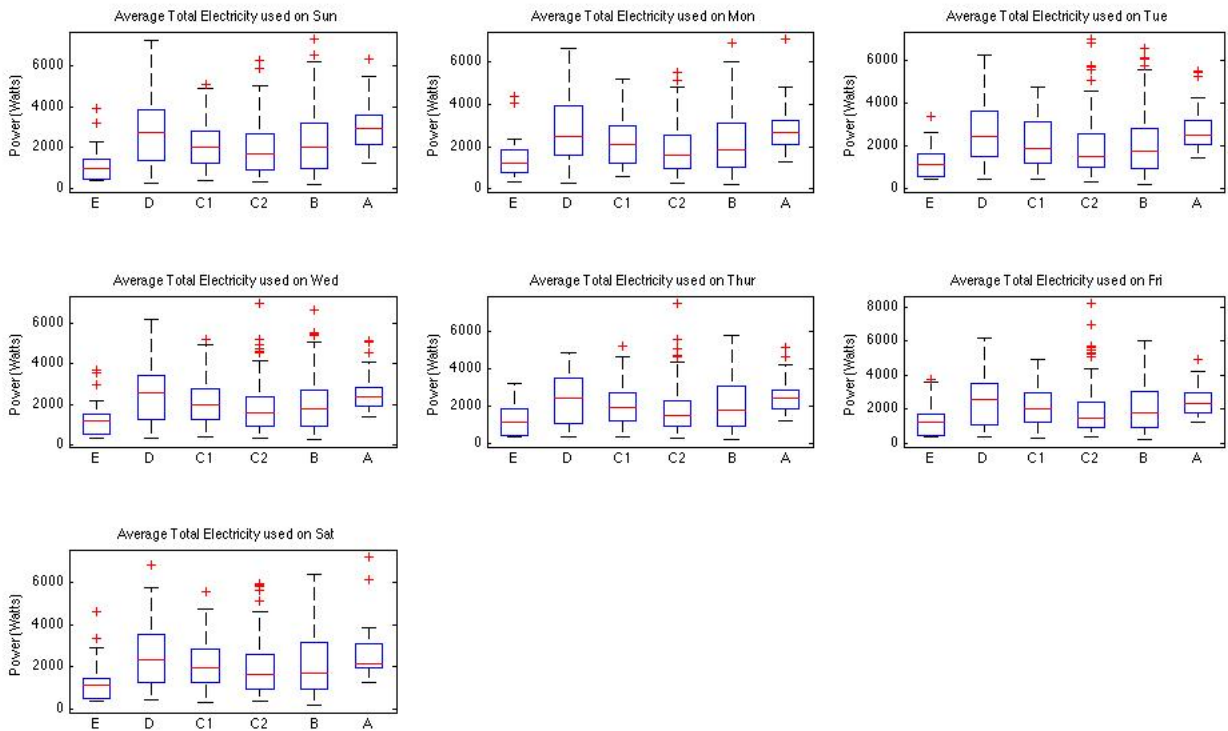 Average Total Electricity used on Sun
Power(Watts)
6000
4000
2000
0
E D C1 C2 B A
Average Total Electricity used on Mon
Power(Watts)
6000
4000
2000
0
E D C1 C2 B A
Average Total Electricity used on Tue
Power(Watts)
6000
4000
2000
0
E D C1 C2 B A
Average Total Electricity used on Wed
Power(Watts)
6000
4000
2000
0
E D C1 C2 B A
Average Total Electricity used on Thur
Power(Watts)
6000
4000
2000
0
E D C1 C2 B A
Average Total Electricity used on Fri
Power(Watts)
8000
6000
4000
2000
0
E D C1 C2 B A
Average Total Electricity used on Sat
Power(Watts)
6000
4000
2000
0
E D C1 C2 B A